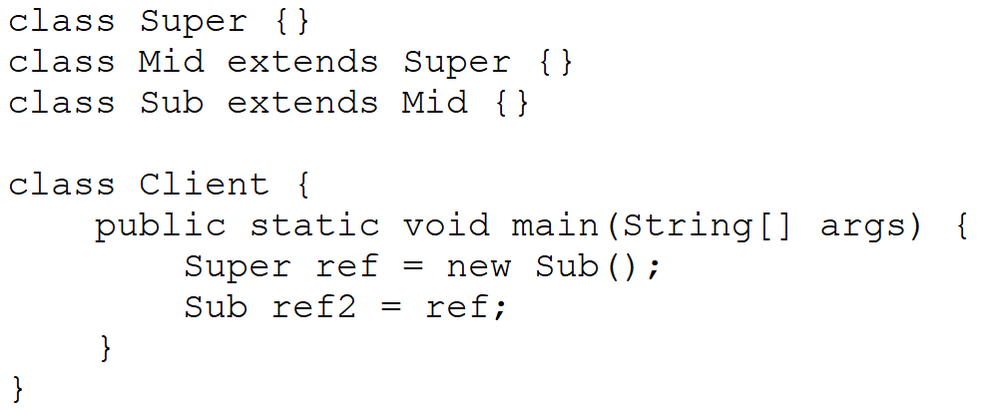 class Super {}
class Mid extends Super {}
class Sub extends Mid {}

class Client {
    public static void main(String[] args) {
        Super ref = new Sub();
        Sub ref2 = ref;
    }
}